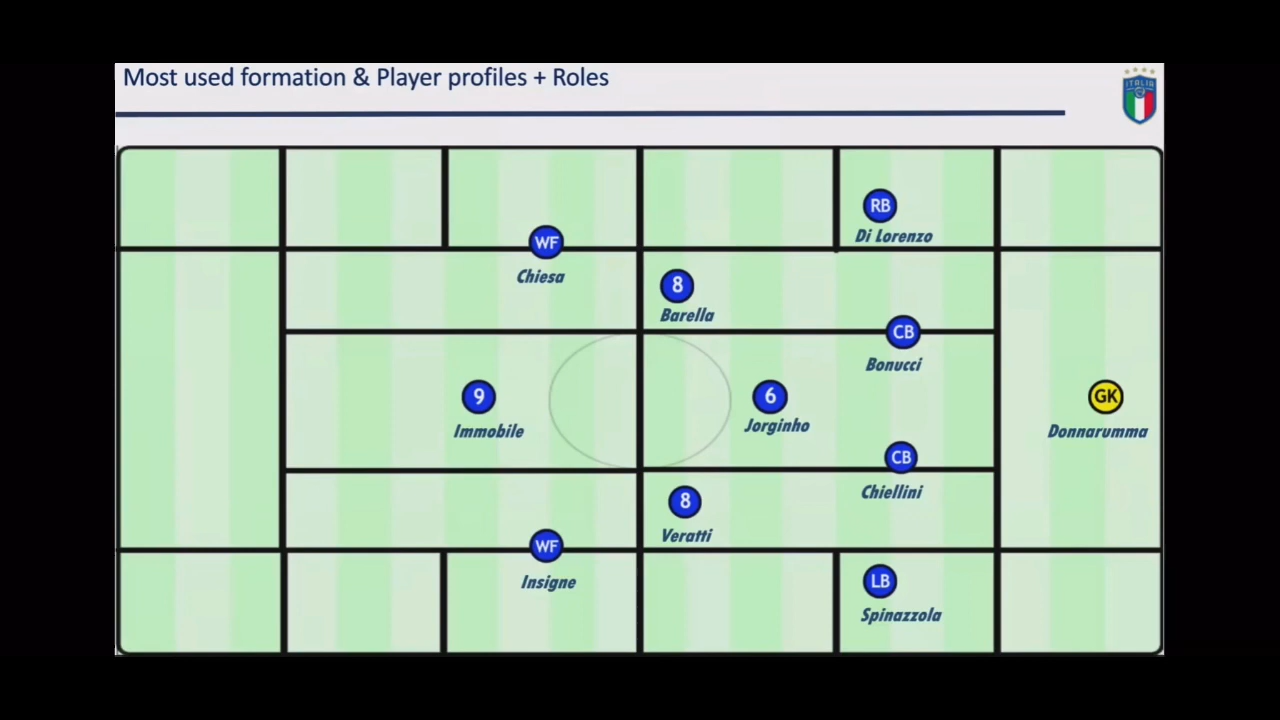 Most used formation & Player profiles + Roles
ITALIA
RB
Di Lorenzo
WF
Chiesa
8
Barella
CB
Bonucci
9
Immobile
6
Jorginho
GK
Donnarumma
CB
Chiellini
8
Veratti
WF
Insigne
LB
Spinazzola